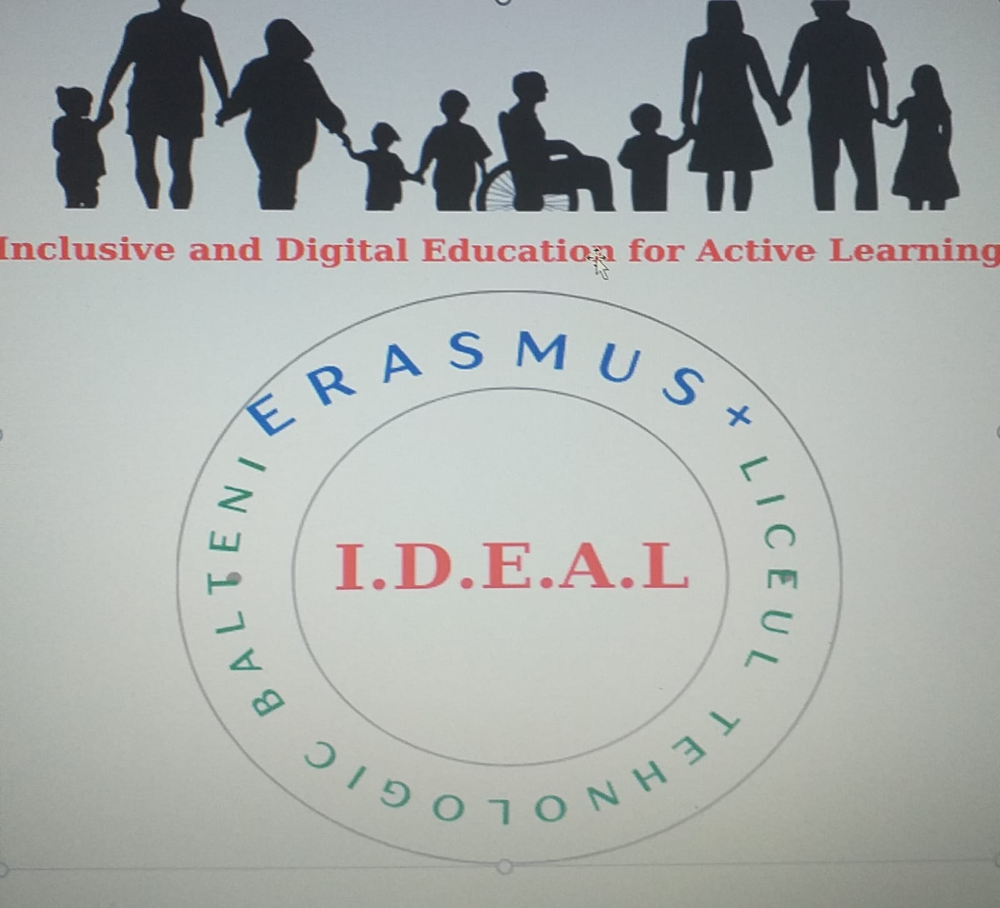 Inclusive and Digital Education for Active Learning
ERASMUS+
LICEUL TEHNOLOGIC BALTENI
I.D.E.A.L